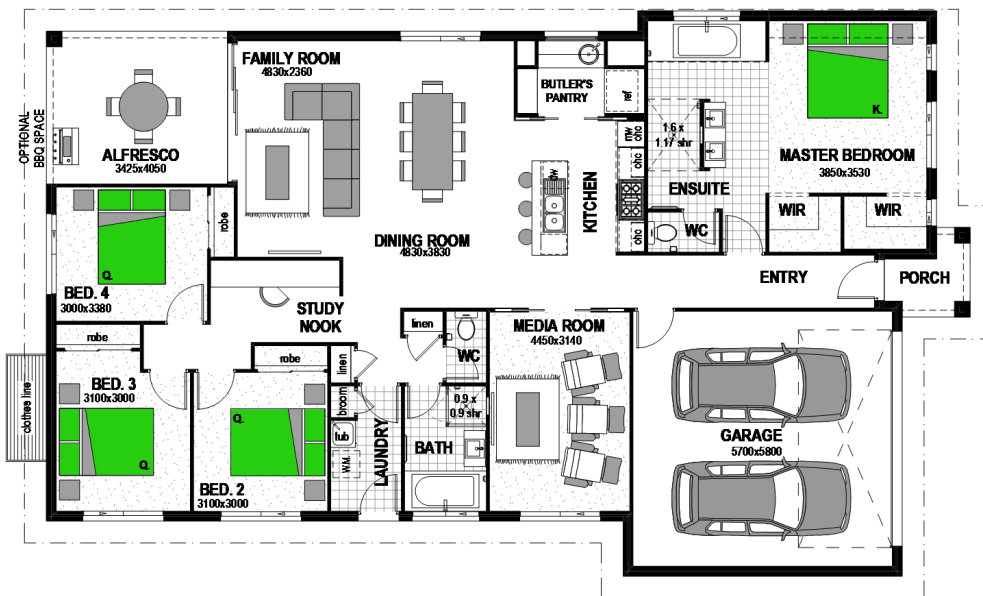 FAMILY ROOM
4830x2360
BUTLER'S
PANTRY
ref
OPTIONAL
BBQ SPACE
ALFRESCO
3425x4050
mw
ohc
ohc
1.6 x
1.17 shr
K.
MASTER BEDROOM
3850x3530
dw
KITCHEN
ENSUITE
robe
ohc
WC
WIR
WIR
DINING ROOM
4830x3830
Q.
BED. 4
3000x3380
ENTRY
PORCH
STUDY
NOOK
robe
linen
MEDIA ROOM
4450x3140
WC
robe
linen
BED. 3
3100x3000
clothes line
broom
0.9 x
0.9 shr
Q.
tub
LAUNDRY
BATH
GARAGE
5700x5800
Q.
W.M.
BED. 2
3100x3000